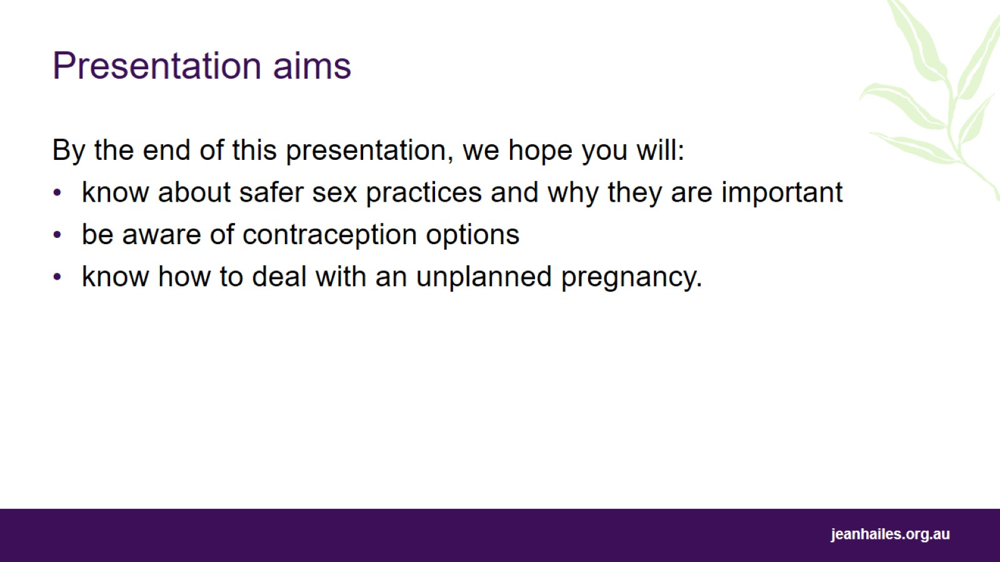 Presentation aims
By the end of this presentation, we hope you will:
• know about safer sex practices and why they are important
• be aware of contraception options
• know how to deal with an unplanned pregnancy.
jeanhailes.org.au